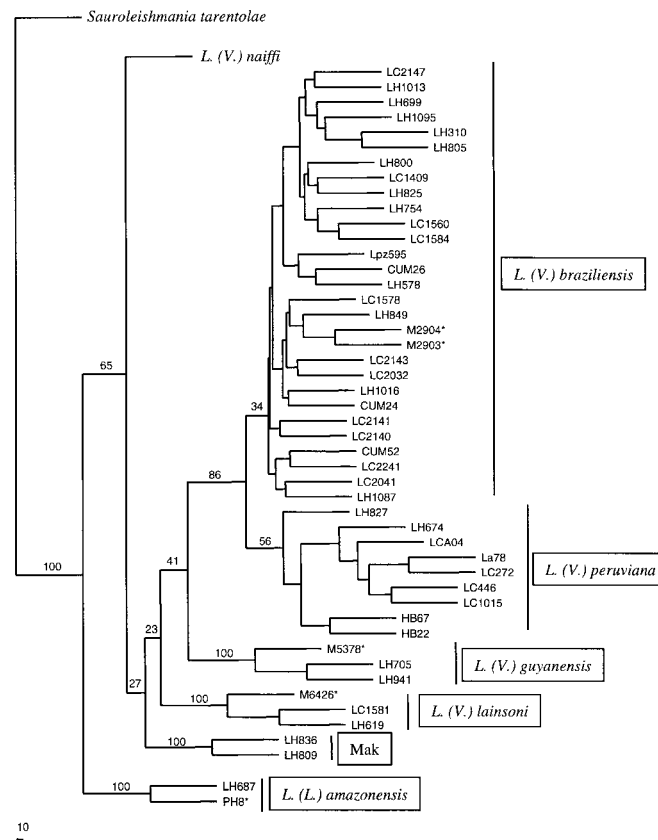 Sauroleishmania tarentolae
L. (V.) naiffi
LC2147
LH1013
LH699
LH1095
LH310
LH805
LH800
LC1409
LH825
LH754
LC1560
LC1584
Lpz595
L. (V.) braziliensis
CUM26
LH578
LC1578
LH849
M2904*
M2903*
LC2143
65
LC2032
LH1016
34
CUM24
LC2141
LC2140
CUM52
LC2241
86
LC2041
LH1087
LH827
LH674
56
LCA04
La78
100
41
LC272
L. (V.) peruviana
LC446
LC1015
HB67
HB22
23
M5378*
100
LH705
L. (V.) guyanensis
LH941
27
M6426*
100
LC1581
L. (V.) lainsoni
LH619
LH836
100
Mak
LH809
LH687
100
L. (L.) amazonensis
PH8*
10